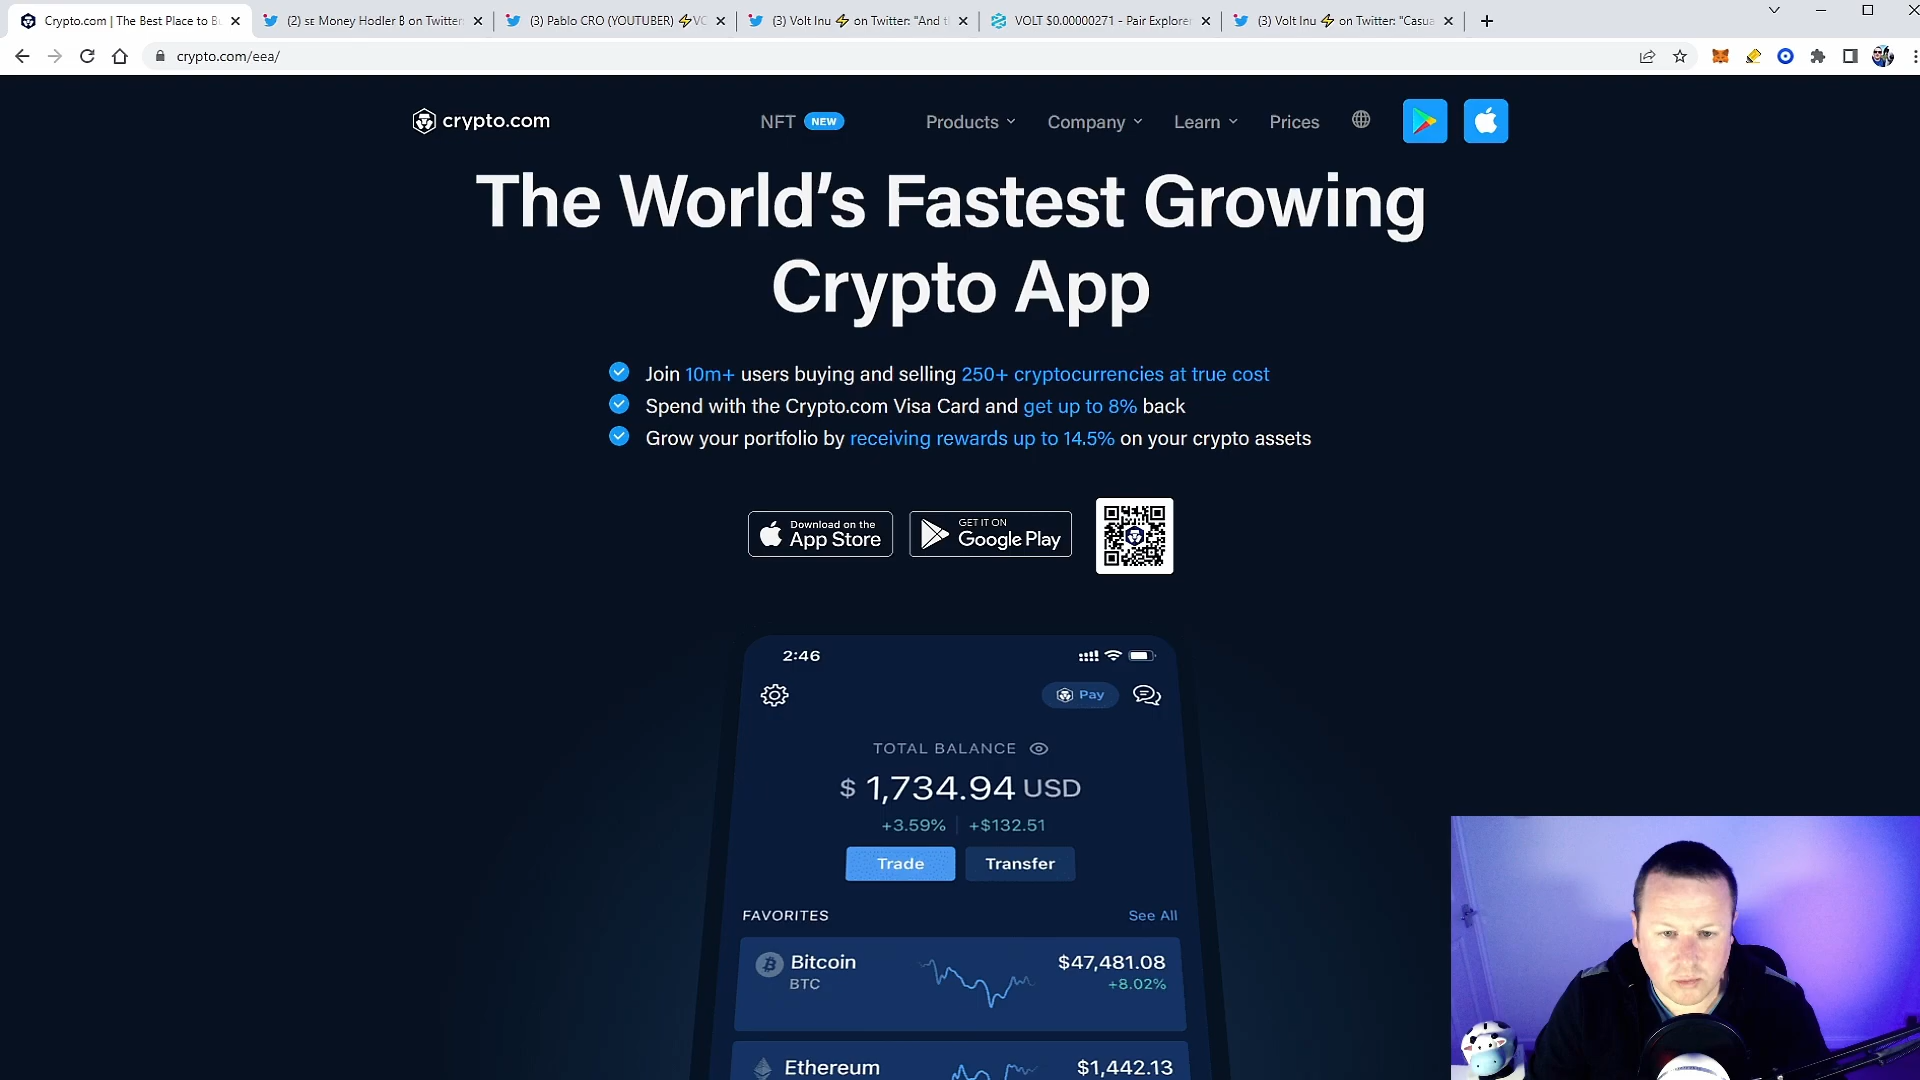 Crypto.com | The Best Place to Bu
(2) ѕє Money Hodler ₿ on Twitter:
(3) Pablo CRO (YOUTUBER) ⚡VO
(3) Volt Inu ⚡ on Twitter: "And t
VOLT $0.00000271 - Pair Explorer
(3) Volt Inu ⚡ on Twitter: "Casua
crypto.com/eea/
crypto.com
NFT NEW
Products
Company
Learn
Prices
The World's Fastest Growing
Crypto App
Join 10m+ users buying and selling 250+ cryptocurrencies at true cost
Spend with the Crypto.com Visa Card and get up to 8% back
Grow your portfolio by receiving rewards up to 14.5% on your crypto assets
Download on the
App Store
GET IT ON
Google Play
2:46
Pay
TOTAL BALANCE
$ 1,734.94 USD
+3.59% +$132.51
Trade
Transfer
FAVORITES
See All
Bitcoin
$47,481.08
BTC
+8.02%
Ethereum
$1,442.13